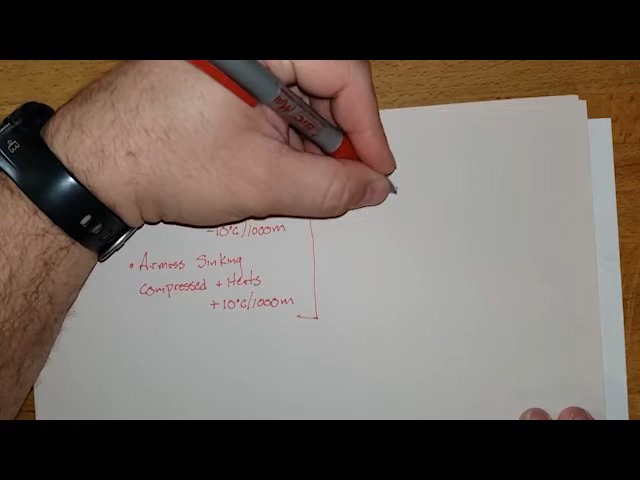 -10°C/1000m
• Airmass Sinking
Compressed + Heats
+10°C/1000m